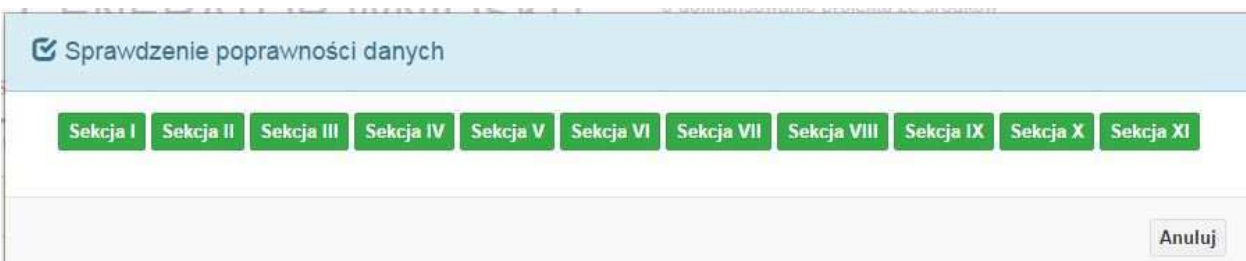 Sprawdzenie poprawności danych
Sekcja I Sekcja II Sekcja III Sekcja IV Sekcja V Sekcja VI Sekcja VII Sekcja VIII Sekcja IX Sekcja X Sekcja XI
Anuluj